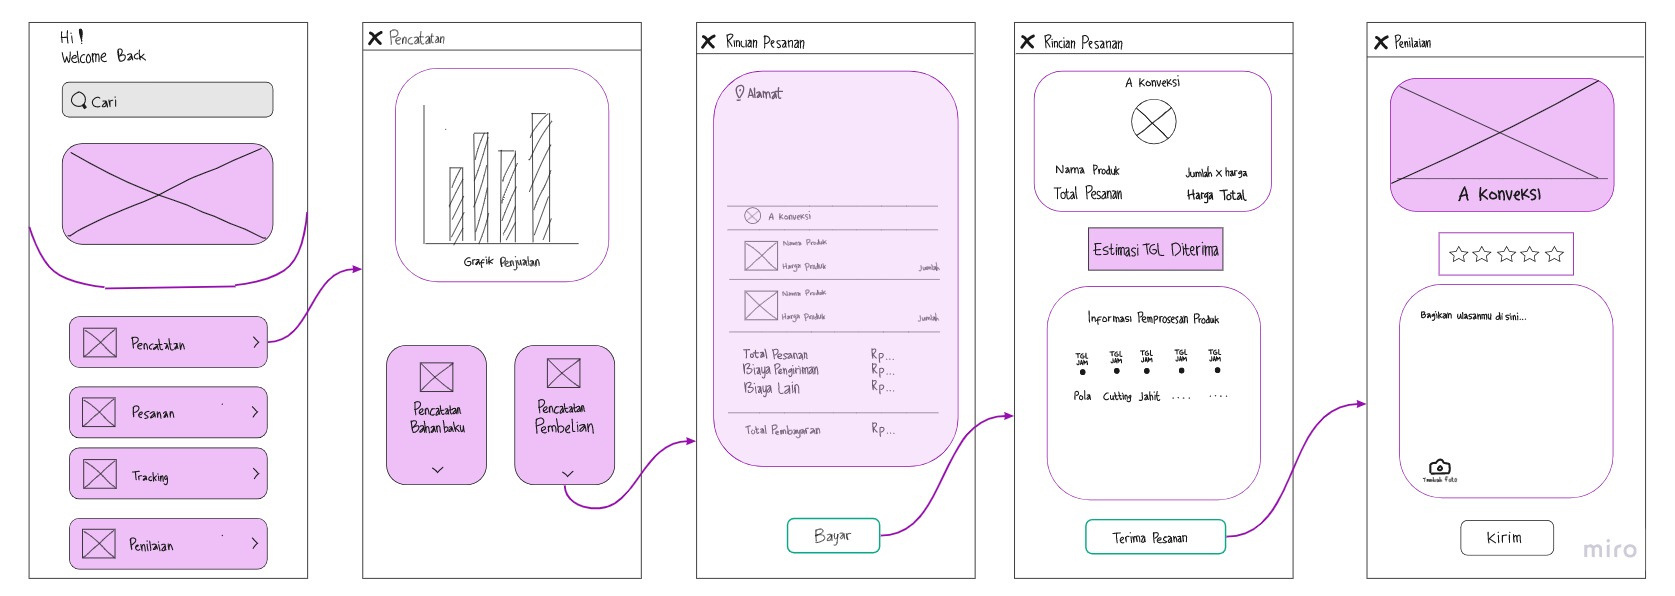 Hi !
Welcome Back
Cari
Pencatatan
Pesanan
Tracking
Penilaian
Pencatatan
Grafik Penjualan
Pencatatan
Bahan baku
Pencatatan
Pembelian
Rincian Pesanan
Alamat
A Konveksi
Nama Produk
Harga Produk Jumlah
Nama Produk
Harga Produk Jumlah
Total Pesanan Rp...
Biaya Pengiriman Rp...
Biaya Lain Rp...
Total Pembayaran Rp...
Bayar
Rincian Pesanan
A Konveksi
Nama Produk Jumlah x harga
Total Pesanan Harga Total
Estimasi TGL Diterima
Informasi Pemprosesan Produk
TGL TGL TGL TGL TGL
JAM JAM JAM JAM JAM
Pola Cutting Jahit .... ....
Terima Pesanan
Penilaian
A Konveksi
Bagikan ulasanmu disini...
Tambah foto
Kirim
miro